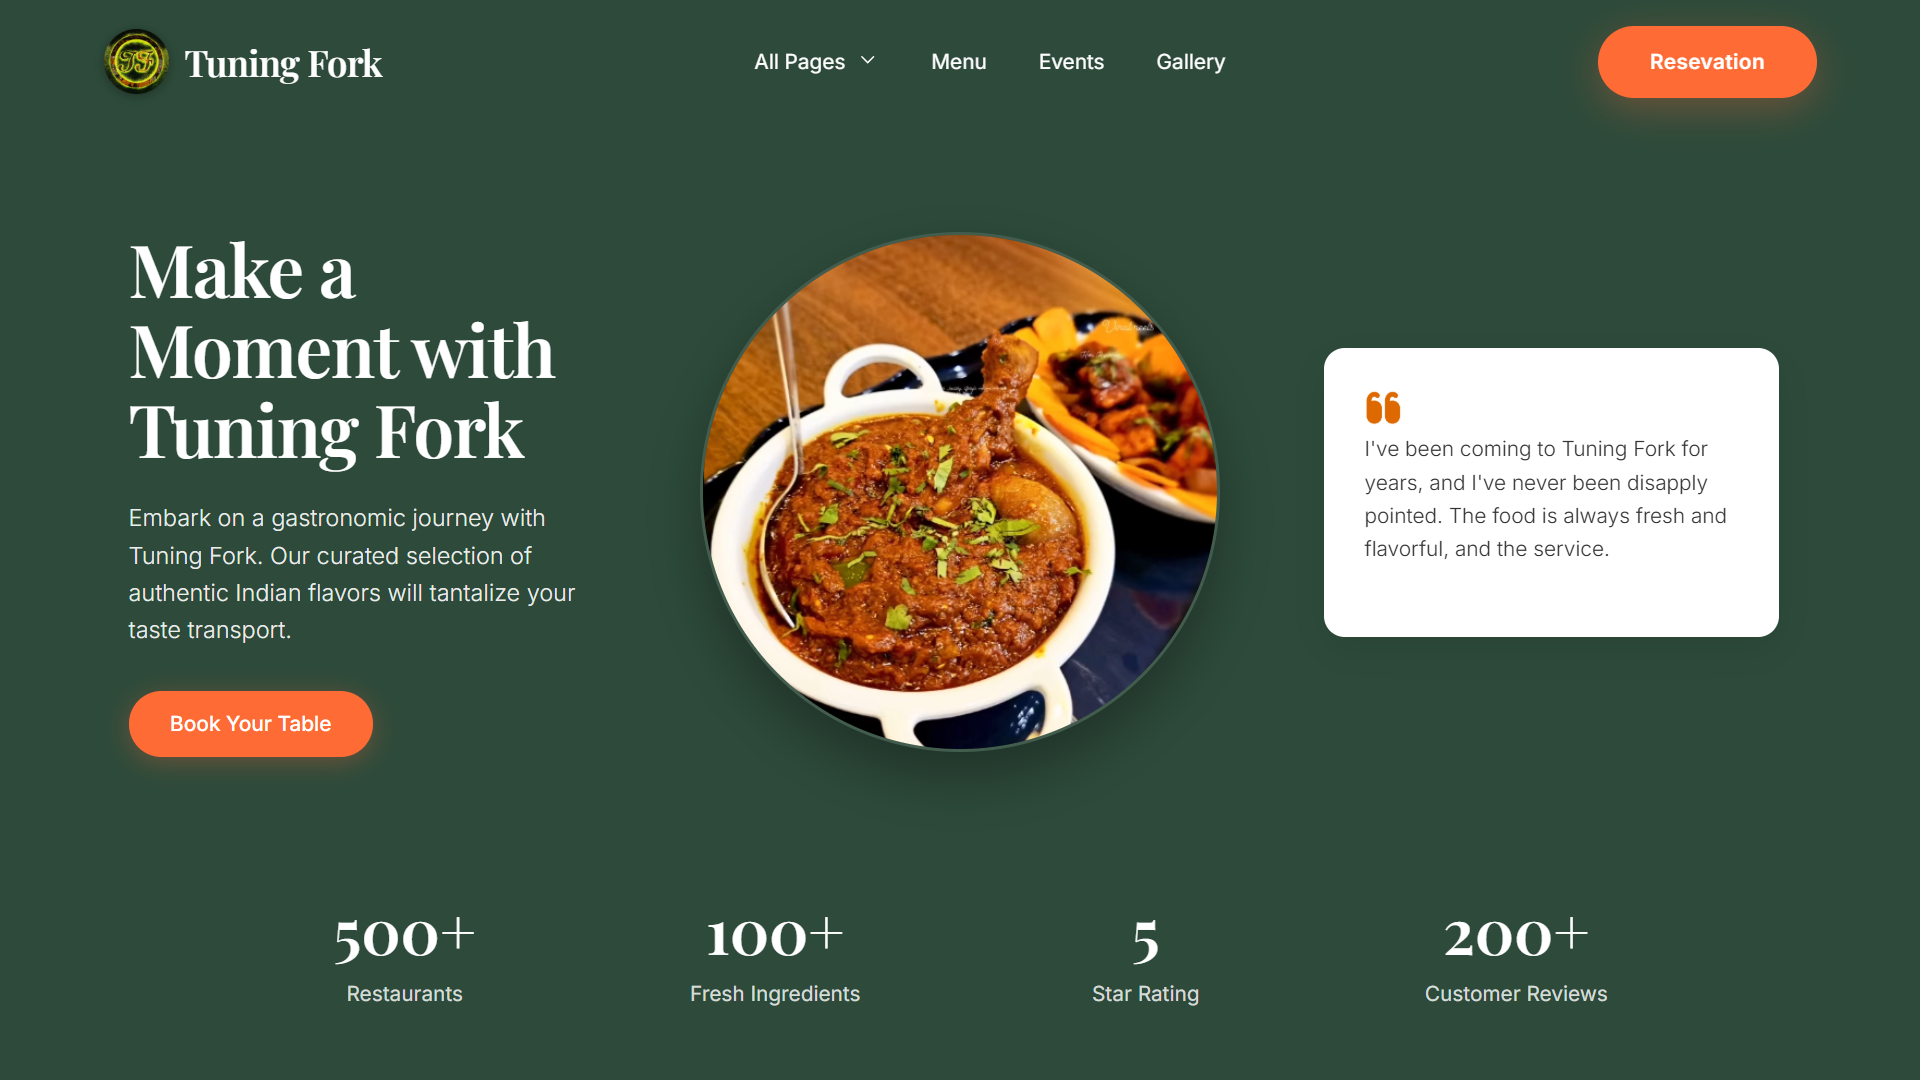 TF
Tuning Fork
All Pages
Menu
Events
Gallery
Resevation
Make a
Moment with
Tuning Fork
Embark on a gastronomic journey with
Tuning Fork. Our curated selection of
authentic Indian flavors will tantalize your
taste transport.
Book Your Table
I've been coming to Tuning Fork for
years, and I've never been disapply
pointed. The food is always fresh and
flavorful, and the service.
500+
Restaurants
100+
Fresh Ingredients
5
Star Rating
200+
Customer Reviews